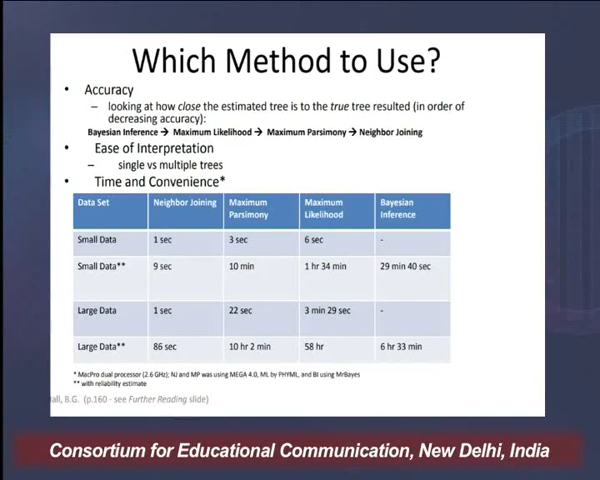 Which Method to Use?
• Accuracy
– looking at how close the estimated tree is to the true tree resulted (in order of
decreasing accuracy):
Bayesian Inference → Maximum Likelihood → Maximum Parsimony → Neighbor Joining
• Ease of Interpretation
– single vs multiple trees
• Time and Convenience*
Data Set Neighbor Joining Maximum Parsimony Maximum Likelihood Bayesian Inference
Small Data 1 sec 3 sec 6 sec -
Small Data** 9 sec 10 min 1 hr 34 min 29 min 40 sec
Large Data 1 sec 22 sec 3 min 29 sec -
Large Data** 86 sec 10 hr 2 min 58 hr 6 hr 33 min
* MacPro dual processor (2.6 GHz); NJ and MP was using MEGA 4.0, ML by PHYML, and BI using MrBayes
** with reliability estimate
all, B.G. (p.160 - see Further Reading slide)
Consortium for Educational Communication, New Delhi, India